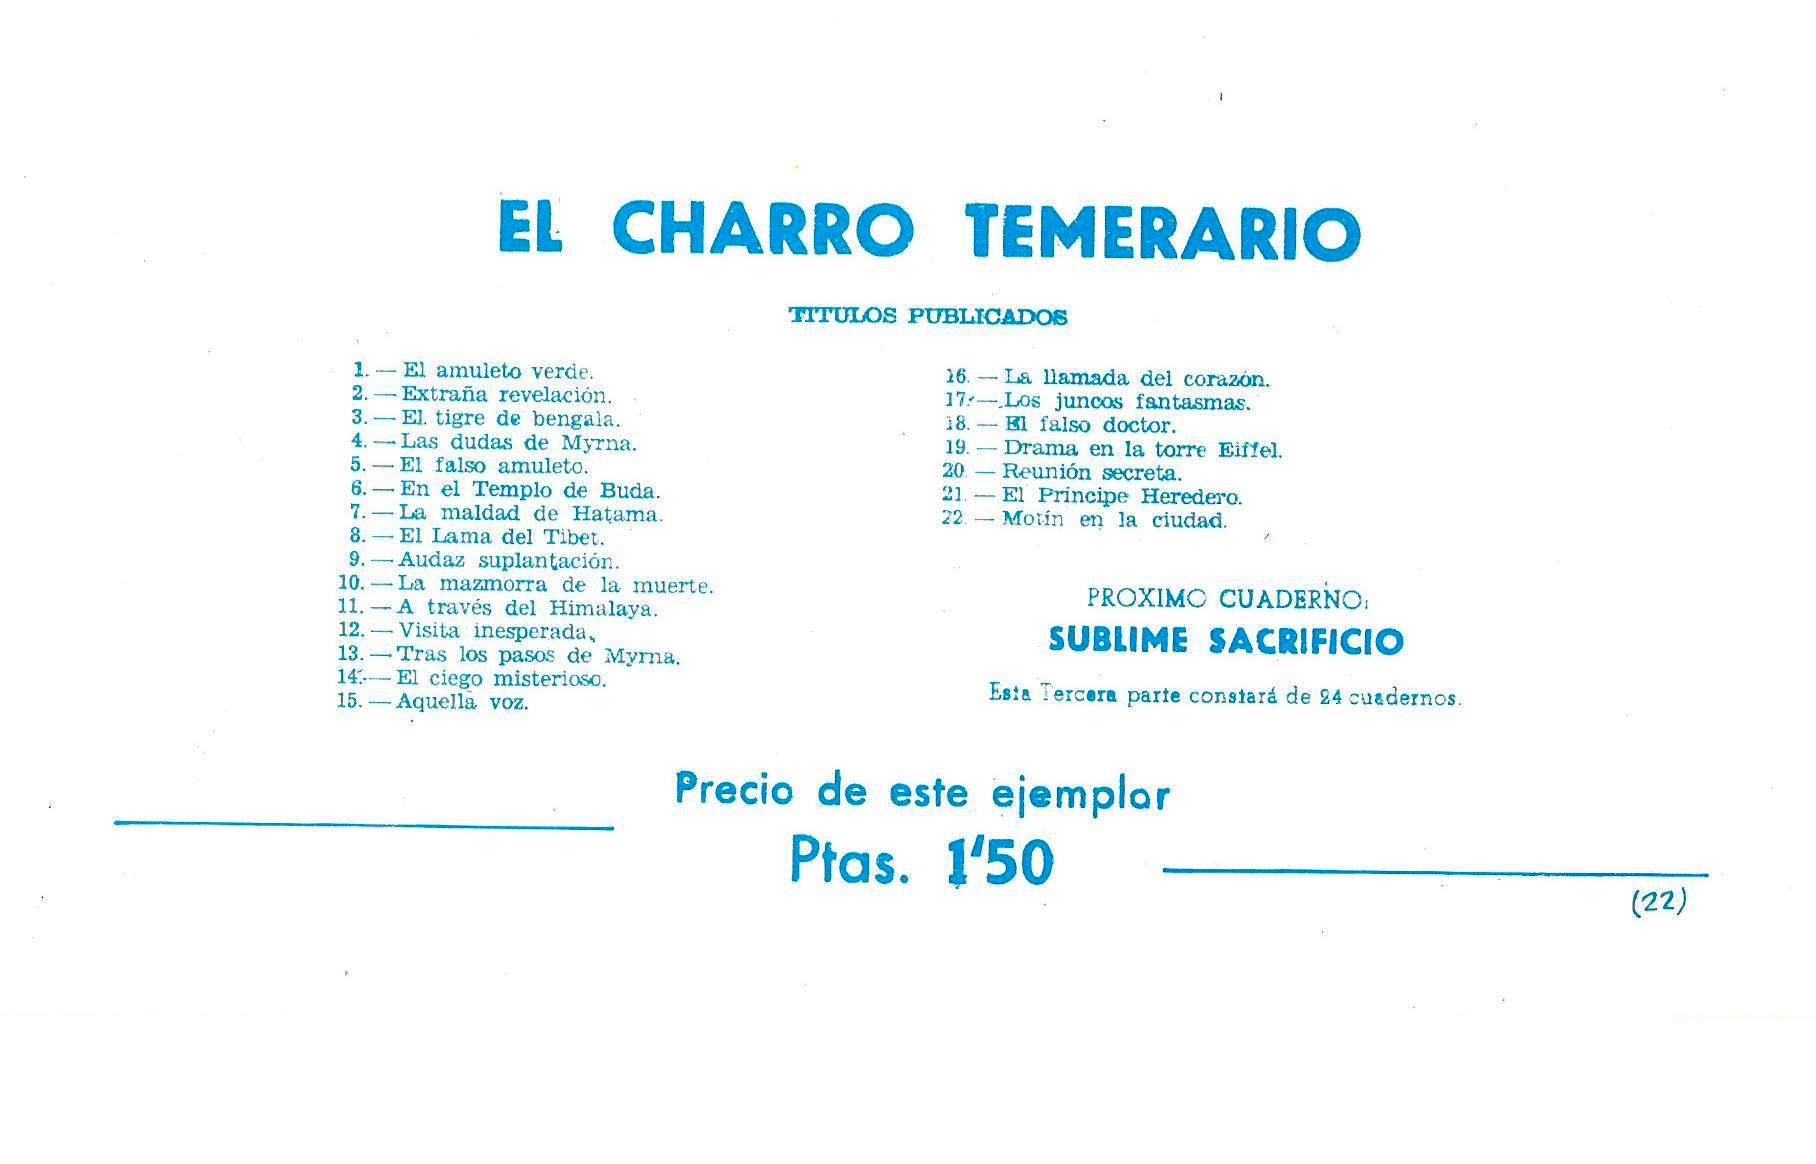 EL CHARRO TEMERARIO
TITULOS PUBLICADOS
1. — El amuleto verde.
2. — Extraña revelación.
3. — El tigre de bengala.
4. — Las dudas de Myrna.
5. — El falso amuleto.
6. — En el Templo de Buda.
7. — La maldad de Hatama.
8. — El Lama del Tibet.
9. — Audaz suplantación.
10. — La mazmorra de la muerte.
11. — A través del Himalaya.
12. — Visita inesperada.
13. — Tras los pasos de Myrna.
14. — El ciego misterioso.
15. — Aquella voz.
16. — La llamada del corazón.
17. — Los juncos fantasmas.
18. — El falso doctor.
19. — Drama en la torre Eiffel.
20. — Reunión secreta.
21. — El Príncipe Heredero.
22. — Motín en la ciudad.
PROXIMO CUADERNO:
SUBLIME SACRIFICIO
Esta Tercera parte constará de 24 cuadernos.
Precio de este ejemplar
Ptas. 1'50
(22)